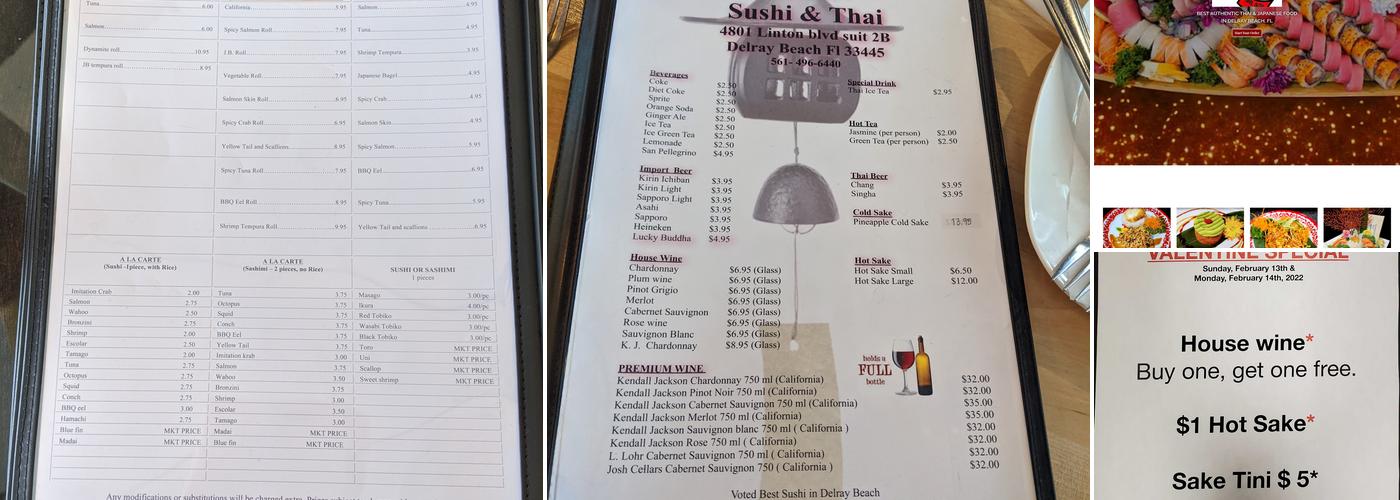 Tuna 6.00
Salmon 6.00
Dynamite roll 10.95
JB tempura roll 8.95
California 5.95
Spicy Salmon Roll 7.95
J.B. Roll 7.95
Vegetable Roll 7.95
Salmon Skin Roll 6.95
Spicy Crab Roll 6.95
Yellow Tail and Scallions 8.95
Spicy Tuna Roll 7.95
BBQ Eel Roll 8.95
Shrimp Tempura Roll 9.95
Salmon 4.95
Tuna 4.95
Shrimp Tempura 3.95
Japanese Bagel 4.95
Spicy Crab 4.95
Salmon Skin 4.95
Spicy Salmon 5.95
BBQ Eel 6.95
Spicy Tuna 5.95
Yellow Tail and scallions 6.95
A LA CARTE
(Sushi -1piece, with Rice)
Imitation Crab 2.00
Salmon 2.75
Wahoo 2.50
Bronzini 2.75
Shrimp 2.00
Escolar 2.50
Tamago 2.00
Tuna 2.75
Octopus 2.75
Squid 2.75
Conch 2.75
BBQ eel 3.00
Hamachi 2.75
Blue fin MKT PRICE
Madai MKT PRICE
A LA CARTE
(Sashimi – 2 pieces, no Rice)
Tuna 3.75
Octopus 3.75
Squid 3.75
Conch 3.75
BBQ Eel 3.75
Yellow Tail 3.75
Imitation krab 3.00
Salmon 3.75
Wahoo 3.50
Bronzini 3.75
Shrimp 3.00
Escolar 3.50
Tamago 3.00
Madai MKT PRICE
Blue fin MKT PRICE
SUSHI OR SASHIMI
1 pieces
Masago 3.00/pc
Ikura 4.00/pc
Red Tobiko 3.00/pc
Wasabi Tobiko 3.00/pc
Black Tobiko 3.00/pc
Toro MKT PRICE
Uni MKT PRICE
Scallop MKT PRICE
Sweet shrimp MKT PRICE
Any modifications or substitutions will be charged extra.
Sushi & Thai
4801 Linton blvd suit 2B
Delray Beach Fl 33445
561- 496-6440
Beverages
Coke $2.50
Diet Coke $2.50
Sprite $2.50
Orange Soda $2.50
Ginger Ale $2.50
Ice Tea $2.50
Ice Green Tea $2.50
Lemonade $2.50
San Pellegrino $4.95
Special Drink
Thai Ice Tea $2.95
Hot Tea
Jasmine (per person) $2.00
Green Tea (per person) $2.50
Import Beer
Kirin Ichiban $3.95
Kirin Light $3.95
Sapporo Light $3.95
Asahi $3.95
Sapporo $3.95
Heineken $3.95
Lucky Buddha $4.95
Thai Beer
Chang $3.95
Singha $3.95
Cold Sake
Pineapple Cold Sake 13.95
House Wine
Chardonnay $6.95 (Glass)
Plum wine $6.95 (Glass)
Pinot Grigio $6.95 (Glass)
Merlot $6.95 (Glass)
Cabernet Sauvignon $6.95 (Glass)
Rose wine $6.95 (Glass)
Sauvignon Blanc $6.95 (Glass)
K. J. Chardonnay $8.95 (Glass)
Hot Sake
Hot Sake Small $6.50
Hot Sake Large $12.00
holds a
FULL
bottle
PREMIUM WINE
Kendall Jackson Chardonnay 750 ml (California) $32.00
Kendall Jackson Pinot Noir 750 ml (California) $32.00
Kendall Jackson Cabernet Sauvignon 750 ml (California) $35.00
Kendall Jackson Merlot 750 ml (California) $35.00
Kendall Jackson Sauvignon blanc 750 ml ( California ) $32.00
Kendall Jackson Rose 750 ml ( California) $32.00
L. Lohr Cabernet Sauvignon 750 ( California ) $32.00
Josh Cellars Cabernet Sauvignon 750 ( California ) $32.00
Voted Best Sushi in Delray Beach
BEST AUTHENTIC THAI & JAPANESE FOOD
IN DELRAY BEACH, FL
Start Your Order
VALENTINE SPECIAL
Sunday, February 13th &
Monday, February 14th, 2022
House wine*
Buy one, get one free.
$1 Hot Sake*
Sake Tini $ 5*